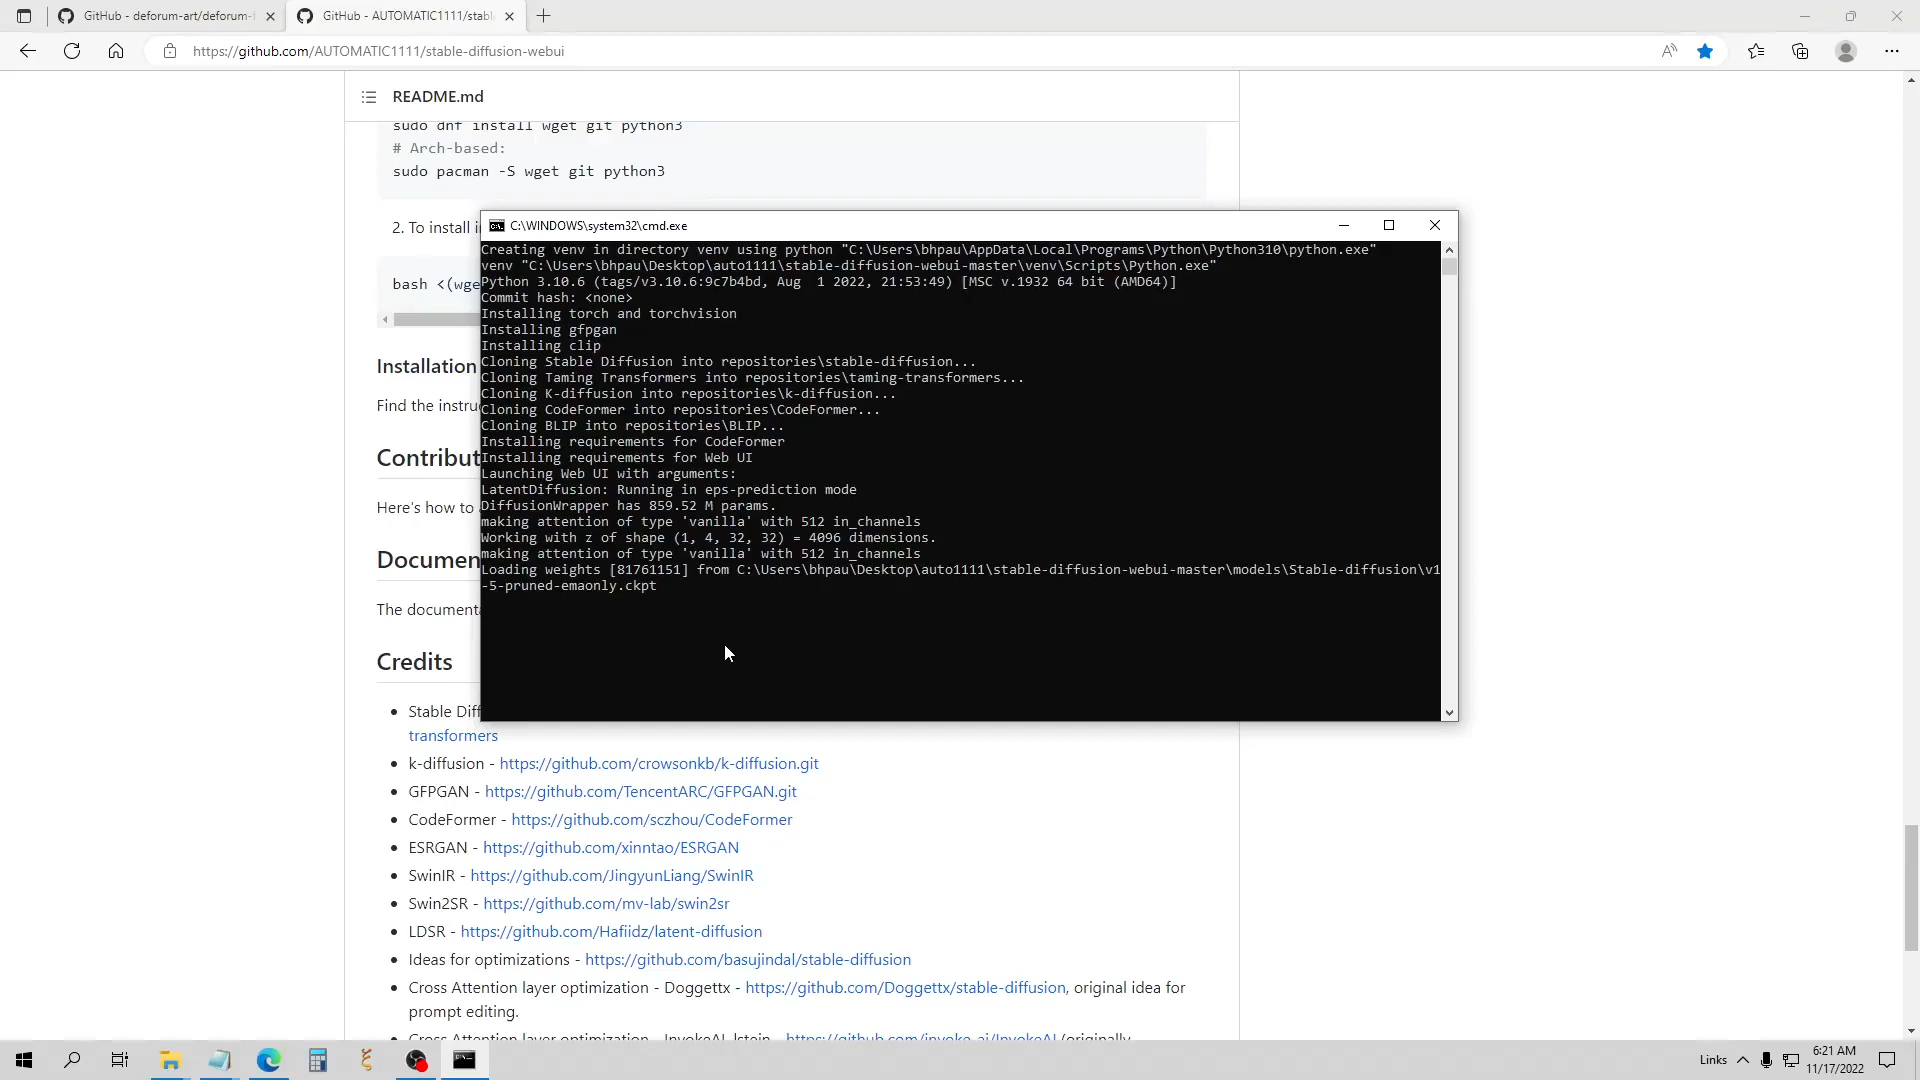 GitHub - deforum-art/deforum-f
GitHub - AUTOMATIC1111/stabl
https://github.com/AUTOMATIC1111/stable-diffusion-webui
README.md
sudo dnf install wget git python3
# Arch-based:
sudo pacman -S wget git python3
2. To install i
bash <(wge
Installation
Find the instru
Contribut
Here's how to
Documen
The documenta
C:\WINDOWS\system32\cmd.exe
Creating venv in directory venv using python "C:\Users\bhpau\AppData\Local\Programs\Python\Python310\python.exe"
venv "C:\Users\bhpau\Desktop\auto1111\stable-diffusion-webui-master\venv\Scripts\Python.exe"
Python 3.10.6 (tags/v3.10.6:9c7b4bd, Aug  1 2022, 21:53:49) [MSC v.1932 64 bit (AMD64)]
Commit hash: <none>
Installing torch and torchvision
Installing gfpgan
Installing clip
Cloning Stable Diffusion into repositories\stable-diffusion...
Cloning Taming Transformers into repositories\taming-transformers...
Cloning K-diffusion into repositories\k-diffusion...
Cloning CodeFormer into repositories\CodeFormer...
Cloning BLIP into repositories\BLIP...
Installing requirements for CodeFormer
Installing requirements for Web UI
Launching Web UI with arguments:
LatentDiffusion: Running in eps-prediction mode
DiffusionWrapper has 859.52 M params.
making attention of type 'vanilla' with 512 in_channels
Working with z of shape (1, 4, 32, 32) = 4096 dimensions.
making attention of type 'vanilla' with 512 in_channels
Loading weights [81761151] from C:\Users\bhpau\Desktop\auto1111\stable-diffusion-webui-master\models\Stable-diffusion\v1
-5-pruned-emaonly.ckpt
Credits
Stable Diff
transformers
k-diffusion - https://github.com/crowsonkb/k-diffusion.git
GFPGAN - https://github.com/TencentARC/GFPGAN.git
CodeFormer - https://github.com/sczhou/CodeFormer
ESRGAN - https://github.com/xinntao/ESRGAN
SwinIR - https://github.com/JingyunLiang/SwinIR
Swin2SR - https://github.com/mv-lab/swin2sr
LDSR - https://github.com/Hafiidz/latent-diffusion
Ideas for optimizations - https://github.com/basujindal/stable-diffusion
Cross Attention layer optimization - Doggettx - https://github.com/Doggettx/stable-diffusion, original idea for
prompt editing.
Cross Attention layer optimization - InvokeAI, lstein - https://github.com/invoke-ai/InvokeAI (originally
Links
6:21 AM
11/17/2022